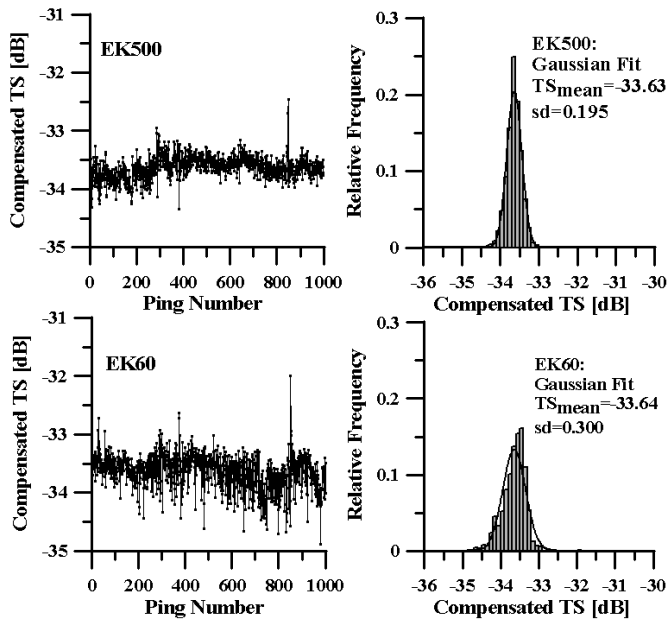 -31
-32
-33
-34
-35
Compensated TS [dB]
EK500
0 200 400 600 800 1000
Ping Number
0.3
0.2
0.1
0
Relative Frequency
EK500:
Gaussian Fit
TSmean=-33.63
sd=0.195
-36 -35 -34 -33 -32 -31 -30
Compensated TS [dB]
-31
-32
-33
-34
-35
Compensated TS [dB]
EK60
0 200 400 600 800 1000
Ping Number
0.3
0.2
0.1
0
Relative Frequency
EK60:
Gaussian Fit
TSmean=-33.64
sd=0.300
-36 -35 -34 -33 -32 -31 -30
Compensated TS [dB]